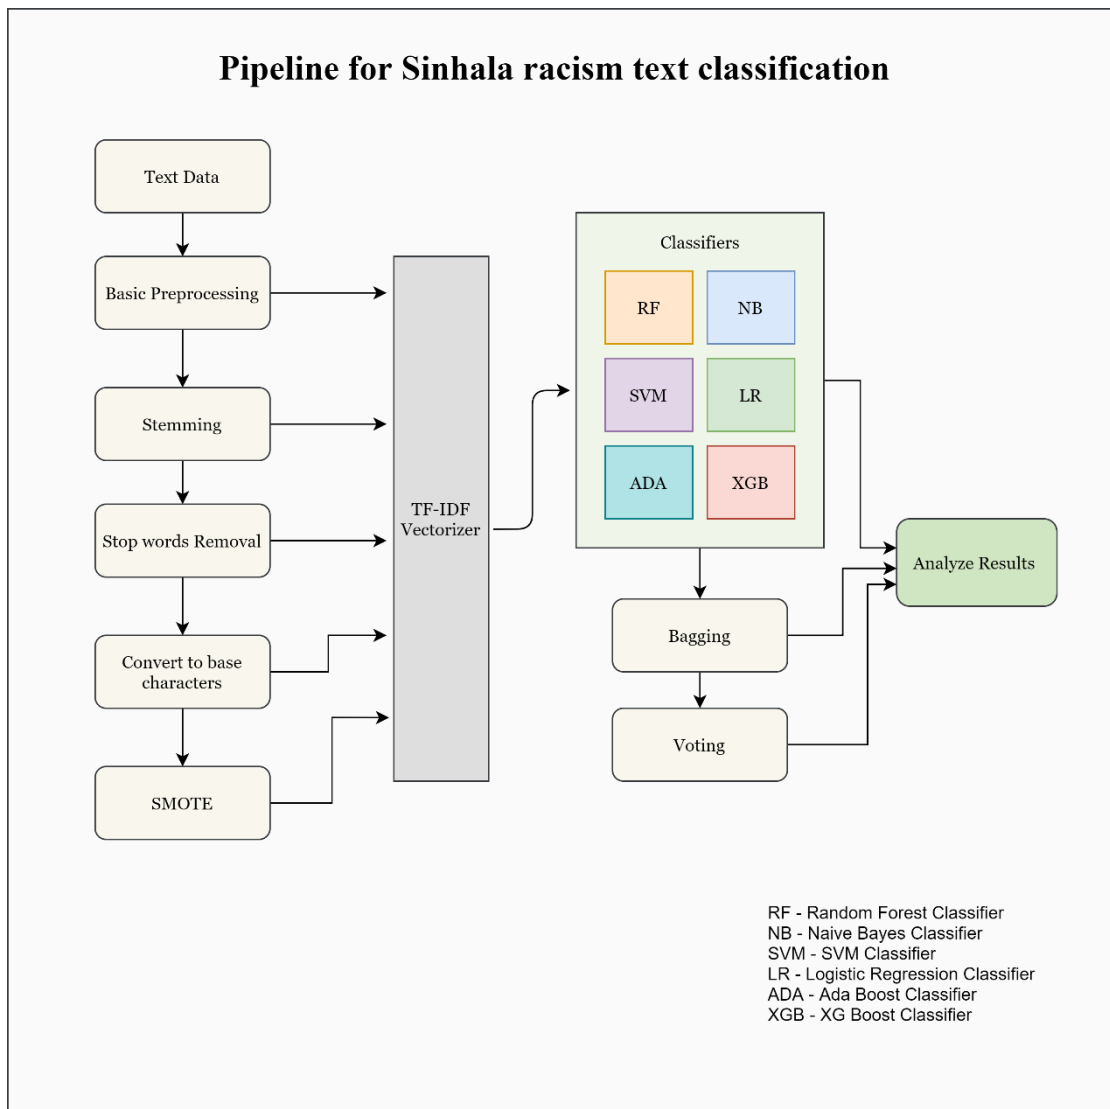 Pipeline for Sinhala racism text classification
Text Data
Basic Preprocessing
Stemming
Stop words Removal
Convert to base
characters
SMOTE
TF-IDF
Vectorizer
Classifiers
RF
NB
SVM
LR
ADA
XGB
Bagging
Voting
Analyze Results
RF - Random Forest Classifier
NB - Naive Bayes Classifier
SVM - SVM Classifier
LR - Logistic Regression Classifier
ADA - Ada Boost Classifier
XGB - XG Boost Classifier